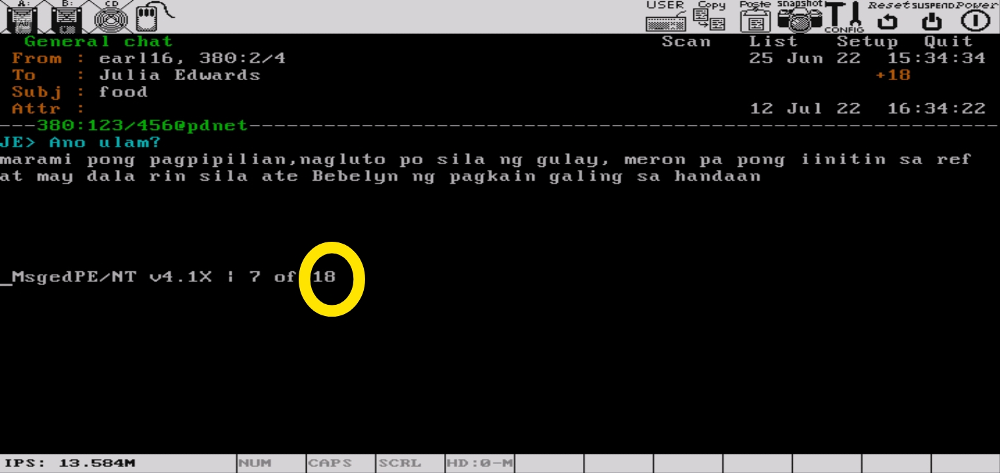 A: B: CD USER Copy Paste snapshot CONFIG Reset SUSPEND Power
General chat Scan List Setup Quit
From : earl16, 380:2/4 25 Jun 22 15:34:34
To : Julia Edwards +18
Subj : food
Attr : 12 Jul 22 16:34:22
---380:123/456@pdnet------------------------------------------------------------
JE> Ano ulam?
marami pong pagpipilian,nagluto po sila ng gulay, meron pa pong iinitin sa ref
at may dala rin sila ate Bebelyn ng pagkain galing sa handaan
_MsgedPE/NT v4.1X | 7 of 18
IPS: 13.584M NUM CAPS SCRL HD:0-M